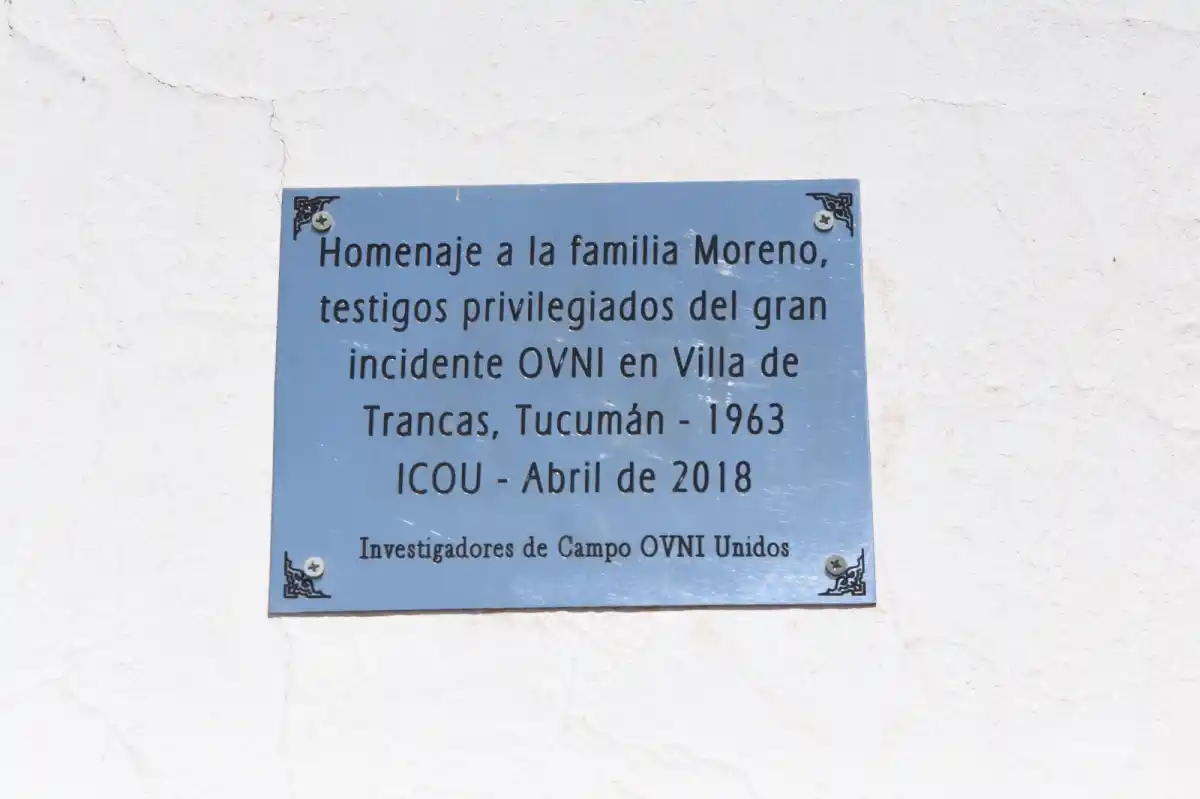 Homenaje a la familia Moreno,
testigos privilegiados del gran
incidente OVNI en Villa de
Trancas, Tucumán - 1963
ICOU - Abril de 2018
Investigadores de Campo OVNI Unidos